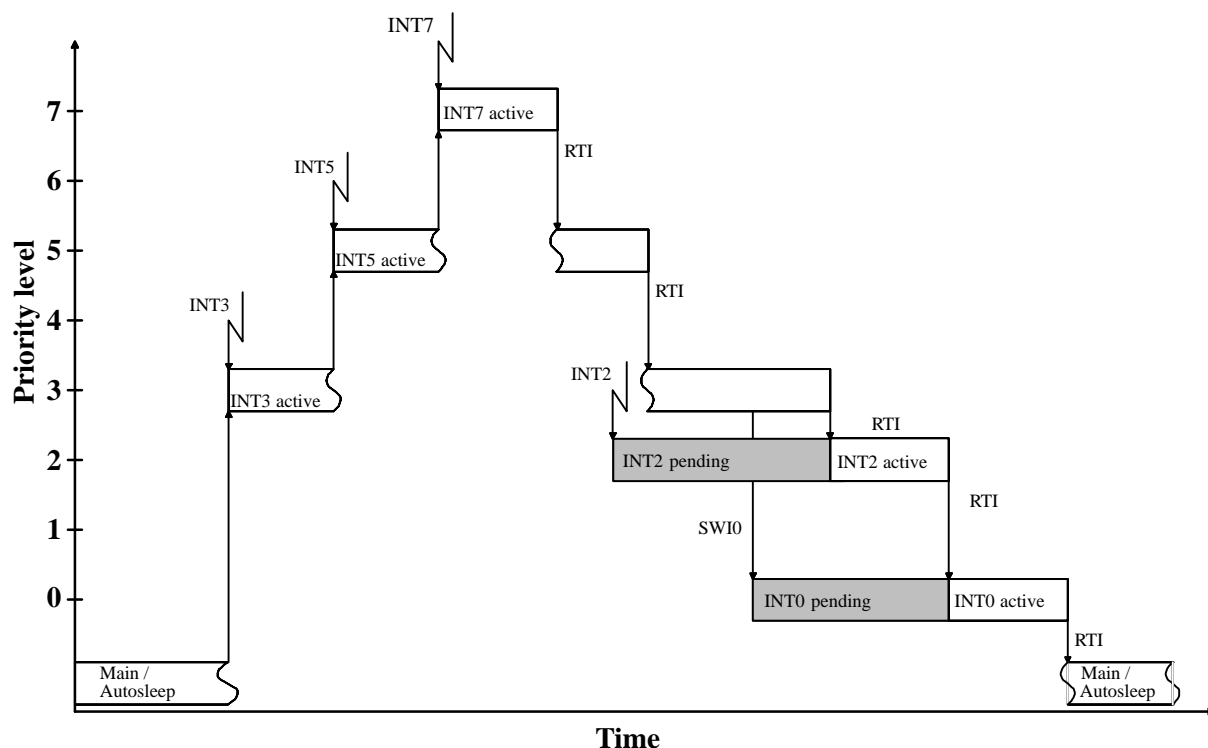 INT7
7
INT7 active
RTI
INT5
6
5
INT5 active
RTI
INT3
4
INT2
3
INT3 active
RTI
2
INT2 pending
INT2 active
RTI
SWI0
1
0
INT0 pending
INT0 active
RTI
Main /
Autosleep
Main /
Autosleep
Priority level
Time